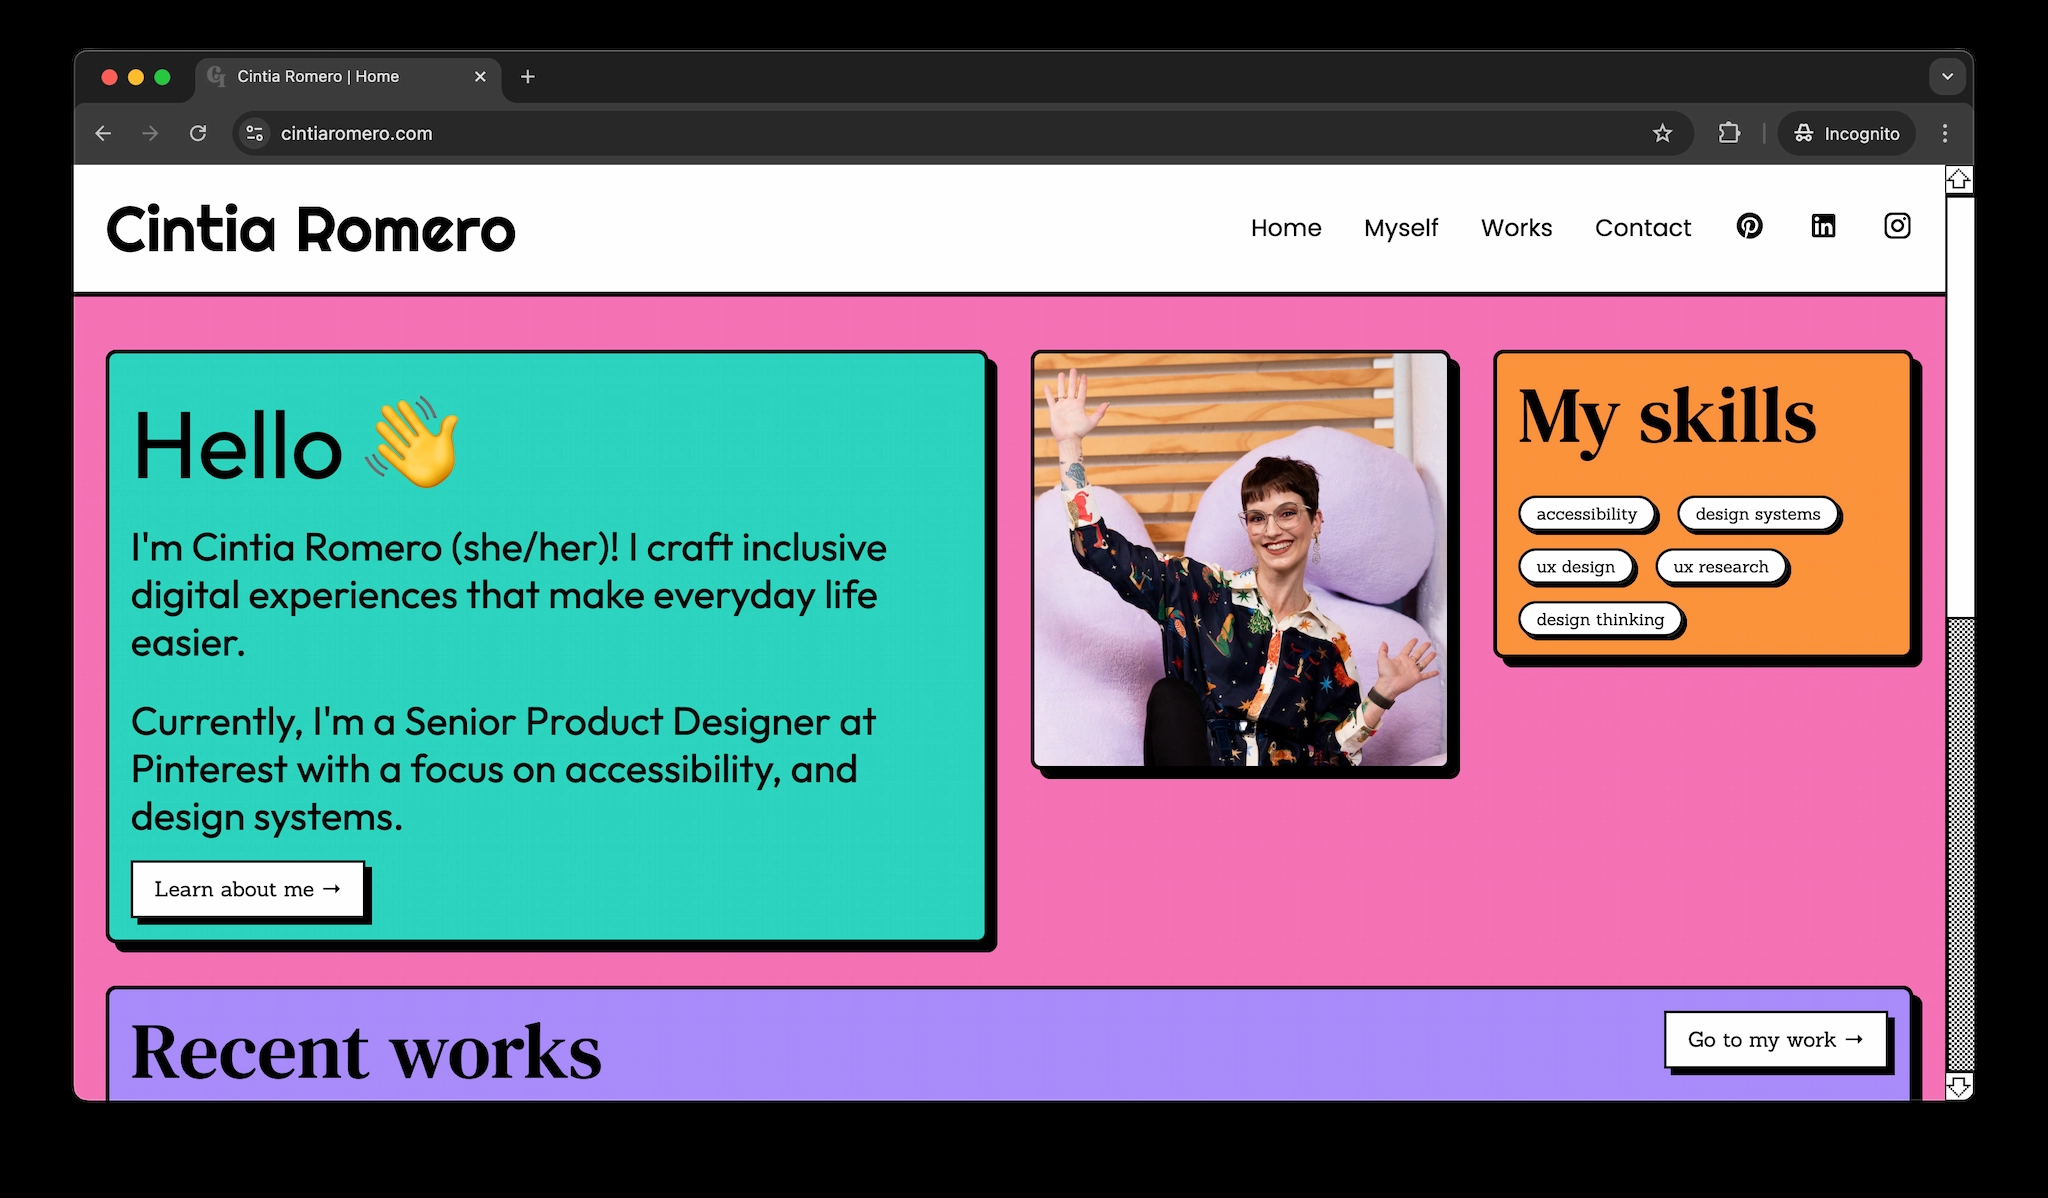 Cintia Romero | Home
cintiaromero.com
Incognito
Cintia Romero
Home Myself Works Contact
Hello 👋
I'm Cintia Romero (she/her)! I craft inclusive
digital experiences that make everyday life
easier.
Currently, I'm a Senior Product Designer at
Pinterest with a focus on accessibility, and
design systems.
Learn about me →
My skills
accessibility design systems
ux design ux research
design thinking
Recent works
Go to my work →